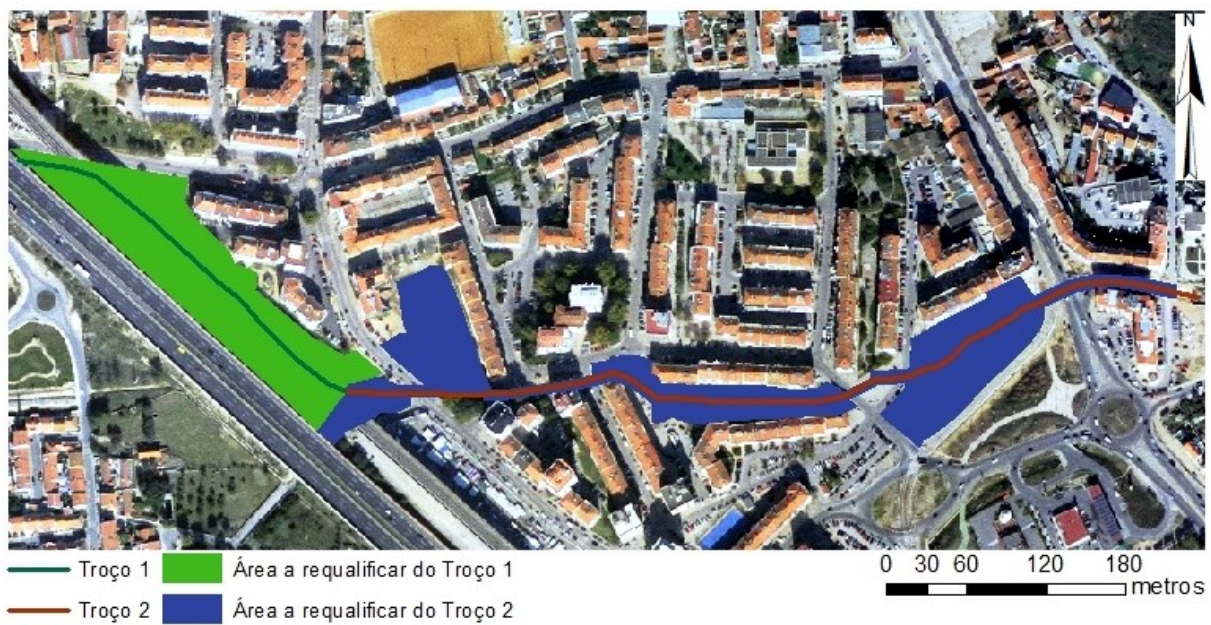 N
Troço 1 Área a requalificar do Troço 1
Troço 2 Área a requalificar do Troço 2
0 30 60 120 180
metros